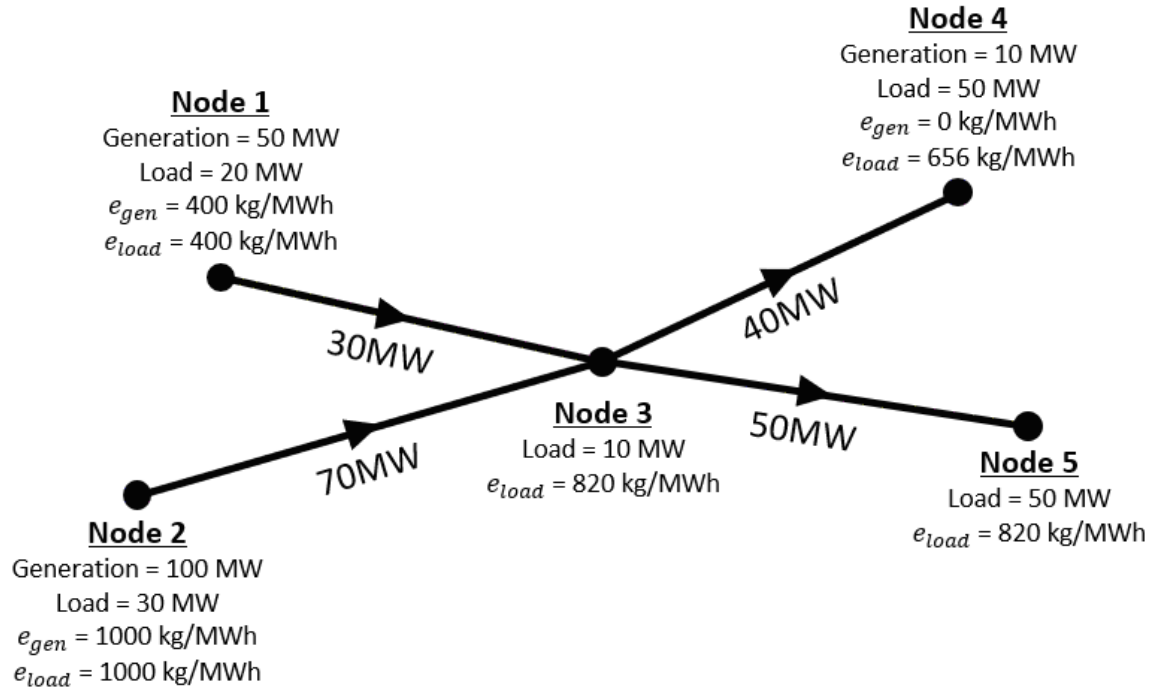 Node 1
Generation = 50 MW
Load = 20 MW
e_gen = 400 kg/MWh
e_load = 400 kg/MWh
Node 4
Generation = 10 MW
Load = 50 MW
e_gen = 0 kg/MWh
e_load = 656 kg/MWh
30MW
40MW
70MW
Node 3
Load = 10 MW
e_load = 820 kg/MWh
50MW
Node 5
Load = 50 MW
e_load = 820 kg/MWh
Node 2
Generation = 100 MW
Load = 30 MW
e_gen = 1000 kg/MWh
e_load = 1000 kg/MWh